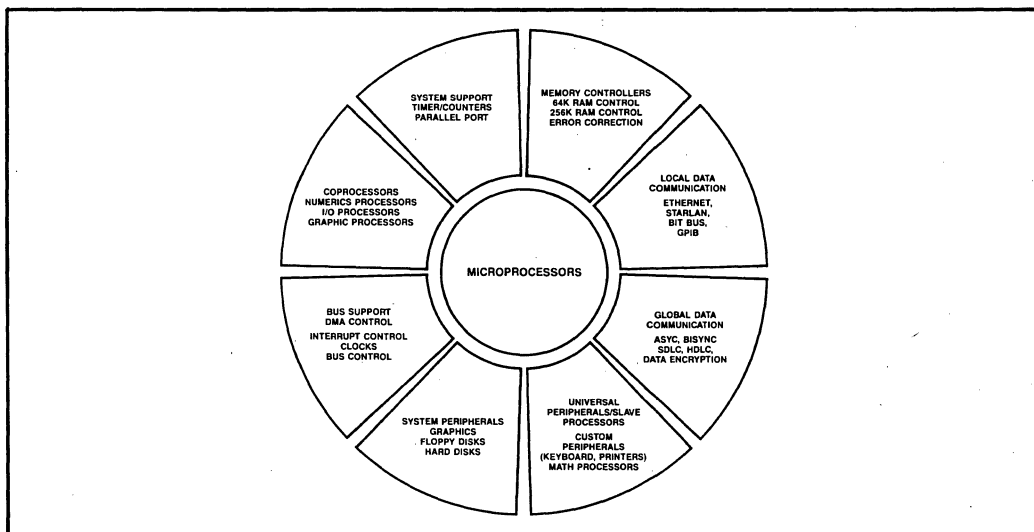 SYSTEM SUPPORT
TIMER/COUNTERS
PARALLEL PORT
MEMORY CONTROLLERS
64K RAM CONTROL
256K RAM CONTROL
ERROR CORRECTION
LOCAL DATA
COMMUNICATION
ETHERNET,
STARLAN,
BIT BUS,
GPIB
GLOBAL DATA
COMMUNICATION
ASYC, BISYNC
SDLC, HDLC,
DATA ENCRYPTION
UNIVERSAL
PERIPHERALS/SLAVE
PROCESSORS
CUSTOM
PERIPHERALS
(KEYBOARD, PRINTERS)
MATH PROCESSORS
SYSTEM PERIPHERALS
GRAPHICS
FLOPPY DISKS
HARD DISKS
BUS SUPPORT
DMA CONTROL
INTERRUPT CONTROL
CLOCKS
BUS CONTROL
COPROCESSORS
NUMERICS PROCESSORS
I/O PROCESSORS
GRAPHIC PROCESSORS
MICROPROCESSORS